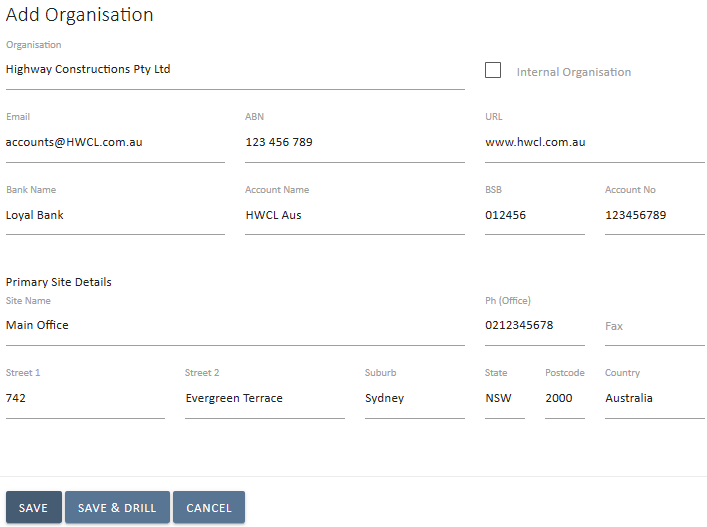 Add Organisation
Organisation
Highway Constructions Pty Ltd
Internal Organisation
Email ABN URL
accounts@HWCL.com.au 123 456 789 www.hwcl.com.au
Bank Name Account Name BSB Account No
Loyal Bank HWCL Aus 012456 123456789
Primary Site Details
Site Name Ph (Office)
Main Office 0212345678 Fax
Street 1 Street 2 Suburb State Postcode Country
742 Evergreen Terrace Sydney NSW 2000 Australia
SAVE SAVE & DRILL CANCEL